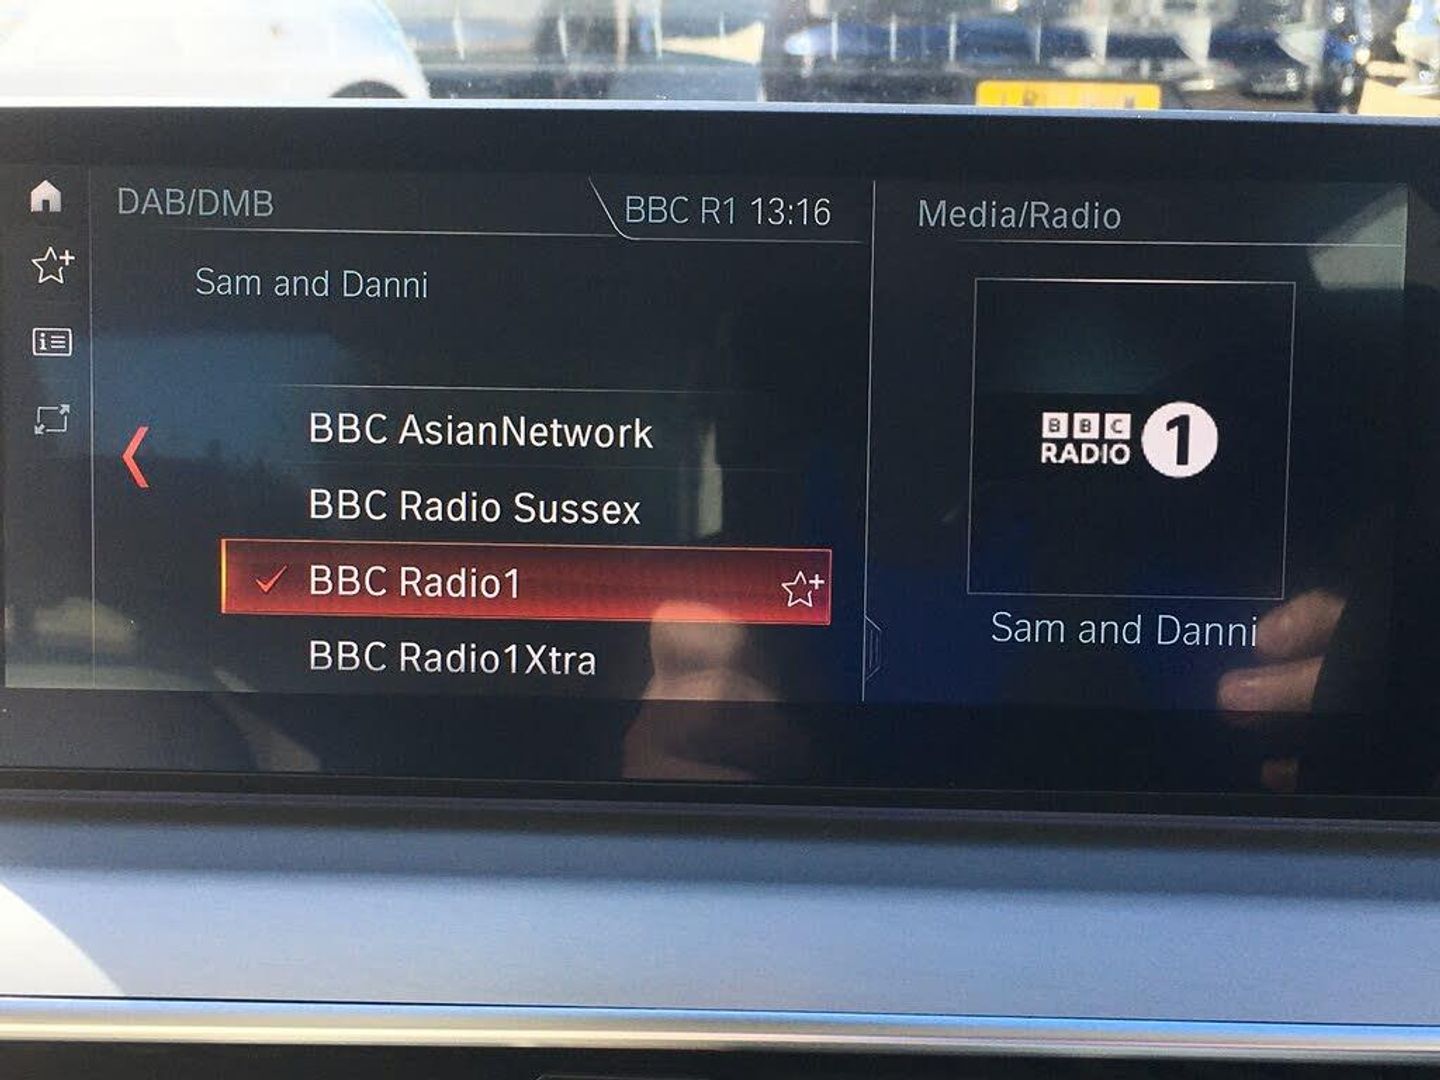 DAB/DMB
BBC R1 13:16
Sam and Danni
BBC AsianNetwork
BBC Radio Sussex
BBC Radio1
BBC Radio1Xtra
Media/Radio
BBC
RADIO 1
Sam and Danni